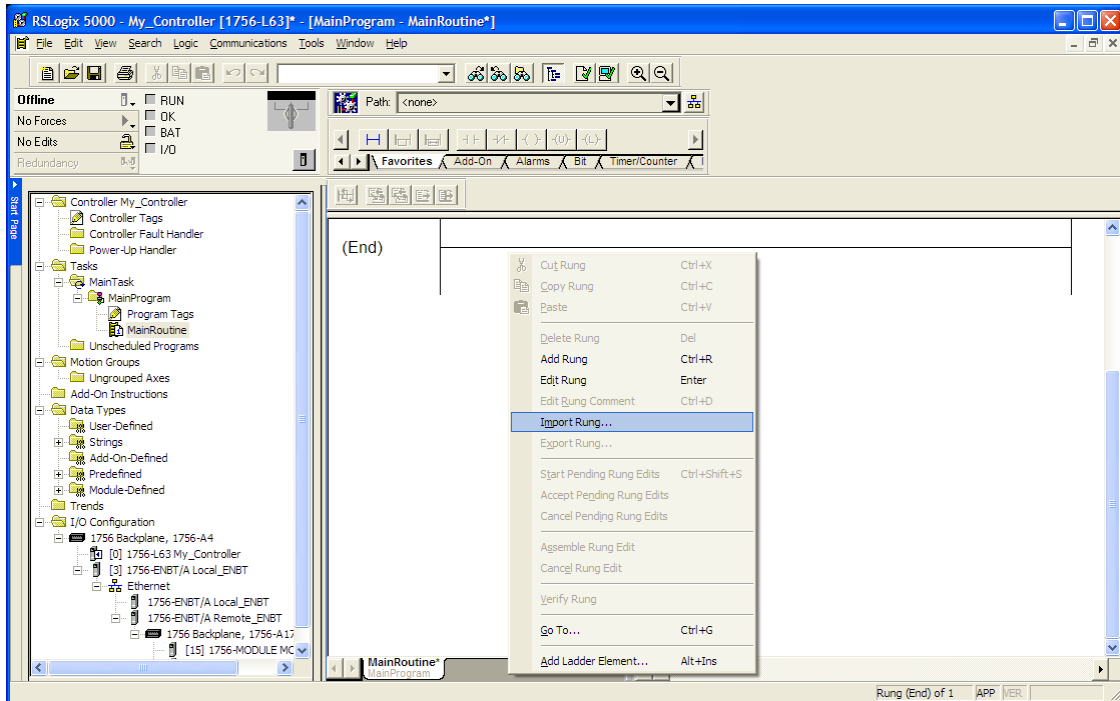 RSLogix 5000 - My_Controller [1756-L63]* - [MainProgram - MainRoutine*]
File Edit View Search Logic Communications Tools Window Help
Offline
RUN
No Forces
OK
No Edits
BAT
Redundancy
I/O
Path: <none>
Favorites Add-On Alarms Bit Timer/Counter
Start Page
Controller My_Controller
Controller Tags
Controller Fault Handler
Power-Up Handler
Tasks
MainTask
MainProgram
Program Tags
MainRoutine
Unscheduled Programs
Motion Groups
Ungrouped Axes
Add-On Instructions
Data Types
User-Defined
Strings
Add-On-Defined
Predefined
Module-Defined
Trends
I/O Configuration
1756 Backplane, 1756-A4
[0] 1756-L63 My_Controller
[3] 1756-ENBT/A Local_ENBT
Ethernet
1756-ENBT/A Local_ENBT
1756-ENBT/A Remote_ENBT
1756 Backplane, 1756-A17
[15] 1756-MODULE MC
(End)
Cut Rung Ctrl+X
Copy Rung Ctrl+C
Paste Ctrl+V
Delete Rung Del
Add Rung Ctrl+R
Edit Rung Enter
Edit Rung Comment Ctrl+D
Import Rung...
Export Rung...
Start Pending Rung Edits Ctrl+Shift+S
Accept Pending Rung Edits
Cancel Pending Rung Edits
Assemble Rung Edit
Cancel Rung Edit
Verify Rung
Go To... Ctrl+G
Add Ladder Element... Alt+Ins
MainRoutine*
MainProgram
Rung (End) of 1 APP VER